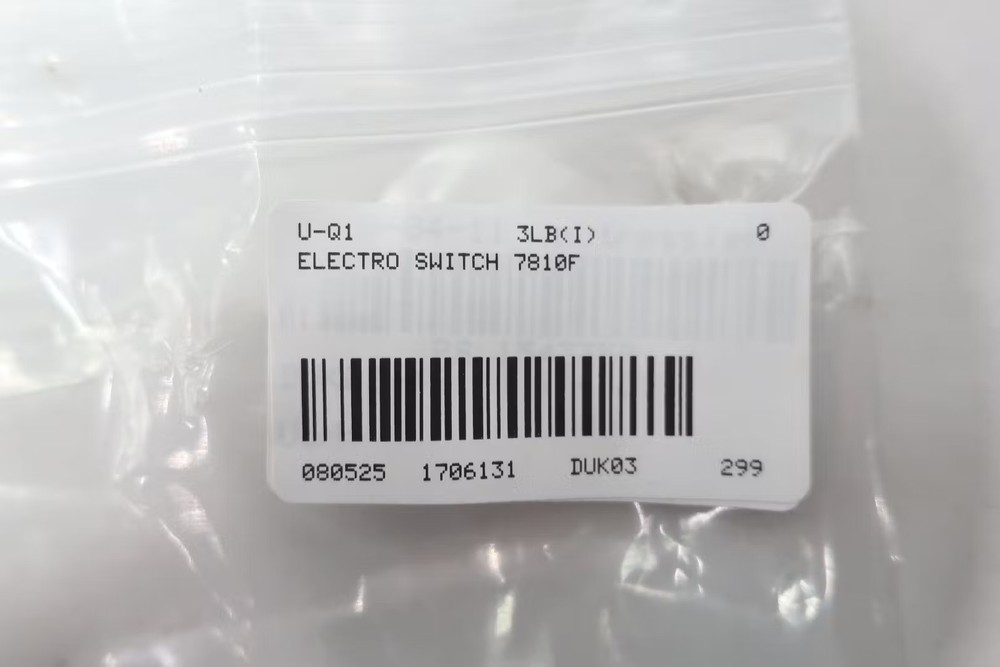 U-Q1 3LB(I) 0
ELECTRO SWITCH 7810F
080525 1706131 DUK03 299